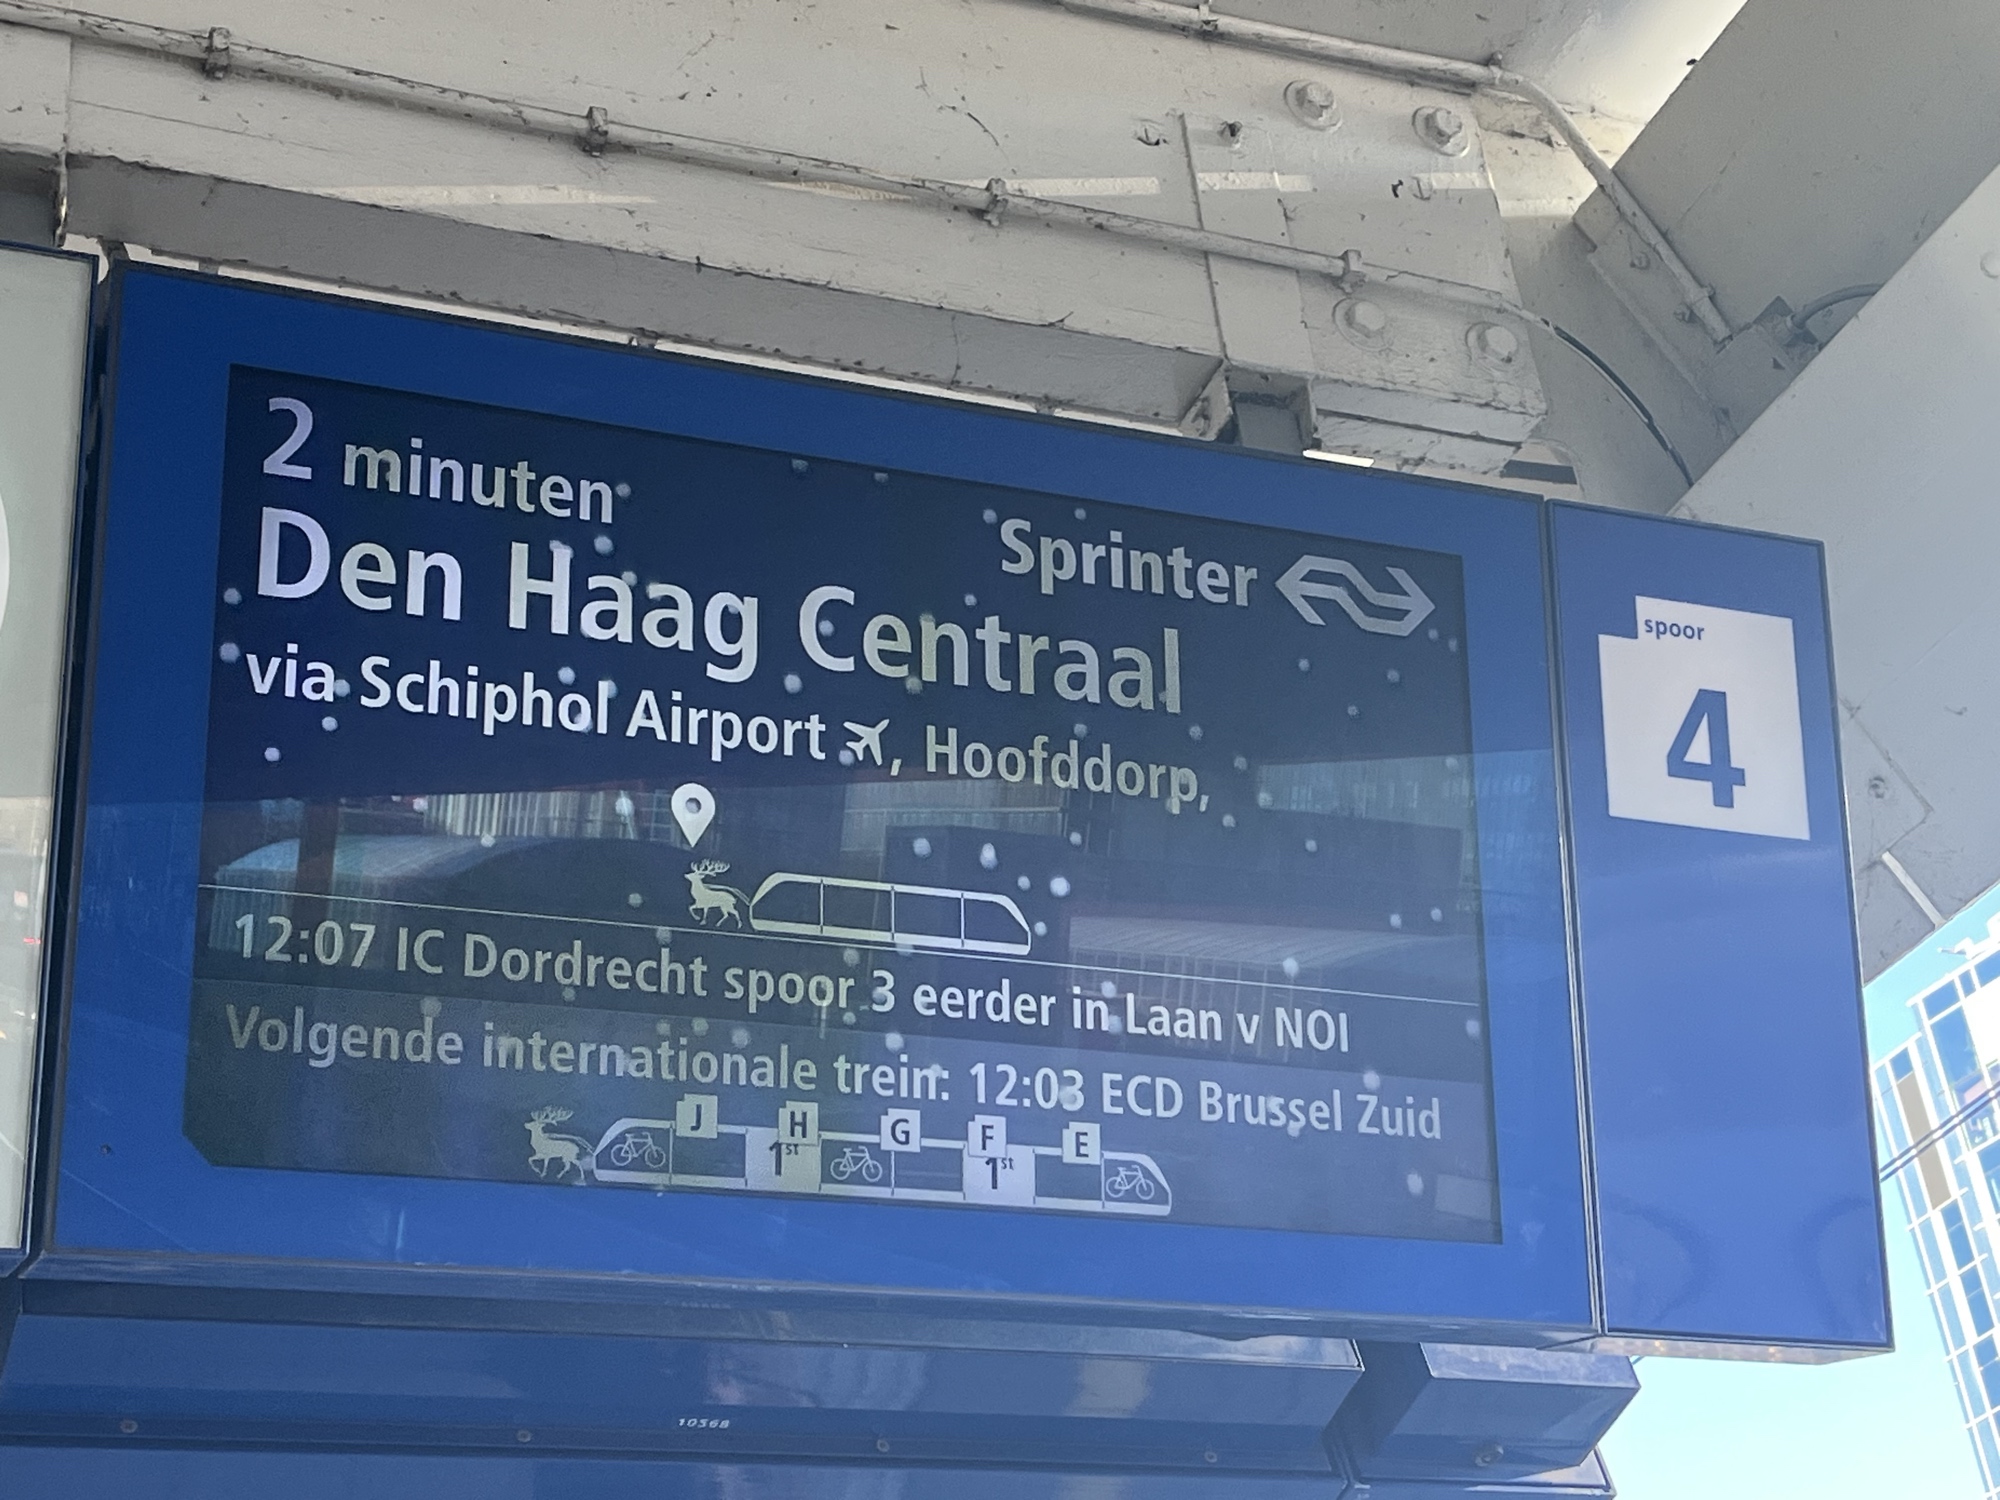 2 minuten
Sprinter
Den Haag Centraal
via Schiphol Airport, Hoofddorp,
12:07 IC Dordrecht spoor 3 eerder in Laan v NOI
Volgende internationale trein: 12:03 ECD Brussel Zuid
J H G F E
1st 1st
spoor
4
10568